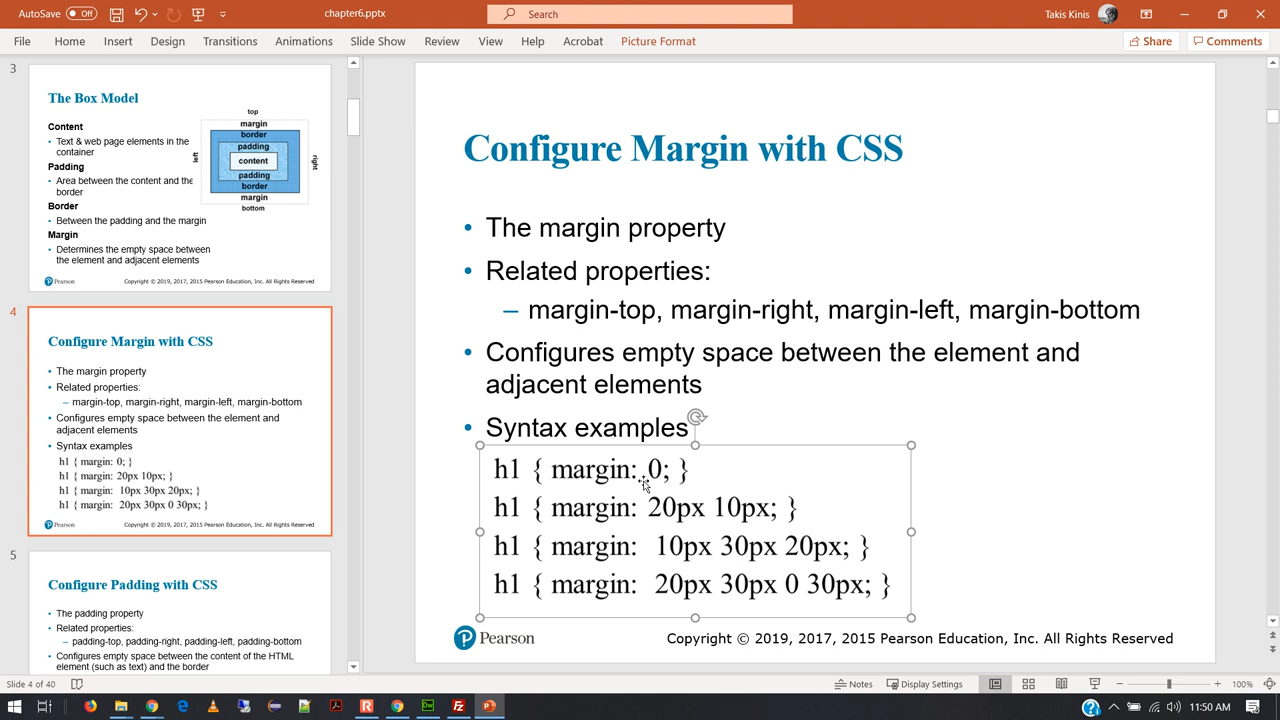 AutoSave Off
chapter6.pptx
Search
Takis Kinis
File Home Insert Design Transitions Animations Slide Show Review View Help Acrobat Picture Format
Share Comments
3
The Box Model
Content
• Text & web page elements in the
container
Padding
• Area between the content and the
border
Border
• Between the padding and the margin
Margin
• Determines the empty space between
the element and adjacent elements
top
margin
border
padding
left
content
right
padding
border
margin
bottom
Pearson
Copyright © 2019, 2017, 2015 Pearson Education, Inc. All Rights Reserved
4
Configure Margin with CSS
• The margin property
• Related properties:
– margin-top, margin-right, margin-left, margin-bottom
• Configures empty space between the element and
adjacent elements
• Syntax examples
h1 { margin: 0; }
h1 { margin: 20px 10px; }
h1 { margin: 10px 30px 20px; }
h1 { margin: 20px 30px 0 30px; }
Pearson
Copyright © 2019, 2017, 2015 Pearson Education, Inc. All Rights Reserved
5
Configure Padding with CSS
• The padding property
• Related properties:
– padding-top, padding-right, padding-left, padding-bottom
• Configures empty space between the content of the HTML
element (such as text) and the border
Configure Margin with CSS
• The margin property
• Related properties:
– margin-top, margin-right, margin-left, margin-bottom
• Configures empty space between the element and
adjacent elements
• Syntax examples
h1 { margin: 0; }
h1 { margin: 20px 10px; }
h1 { margin: 10px 30px 20px; }
h1 { margin: 20px 30px 0 30px; }
Pearson
Copyright © 2019, 2017, 2015 Pearson Education, Inc. All Rights Reserved
Slide 4 of 40
Notes Display Settings
100%
11:50 AM